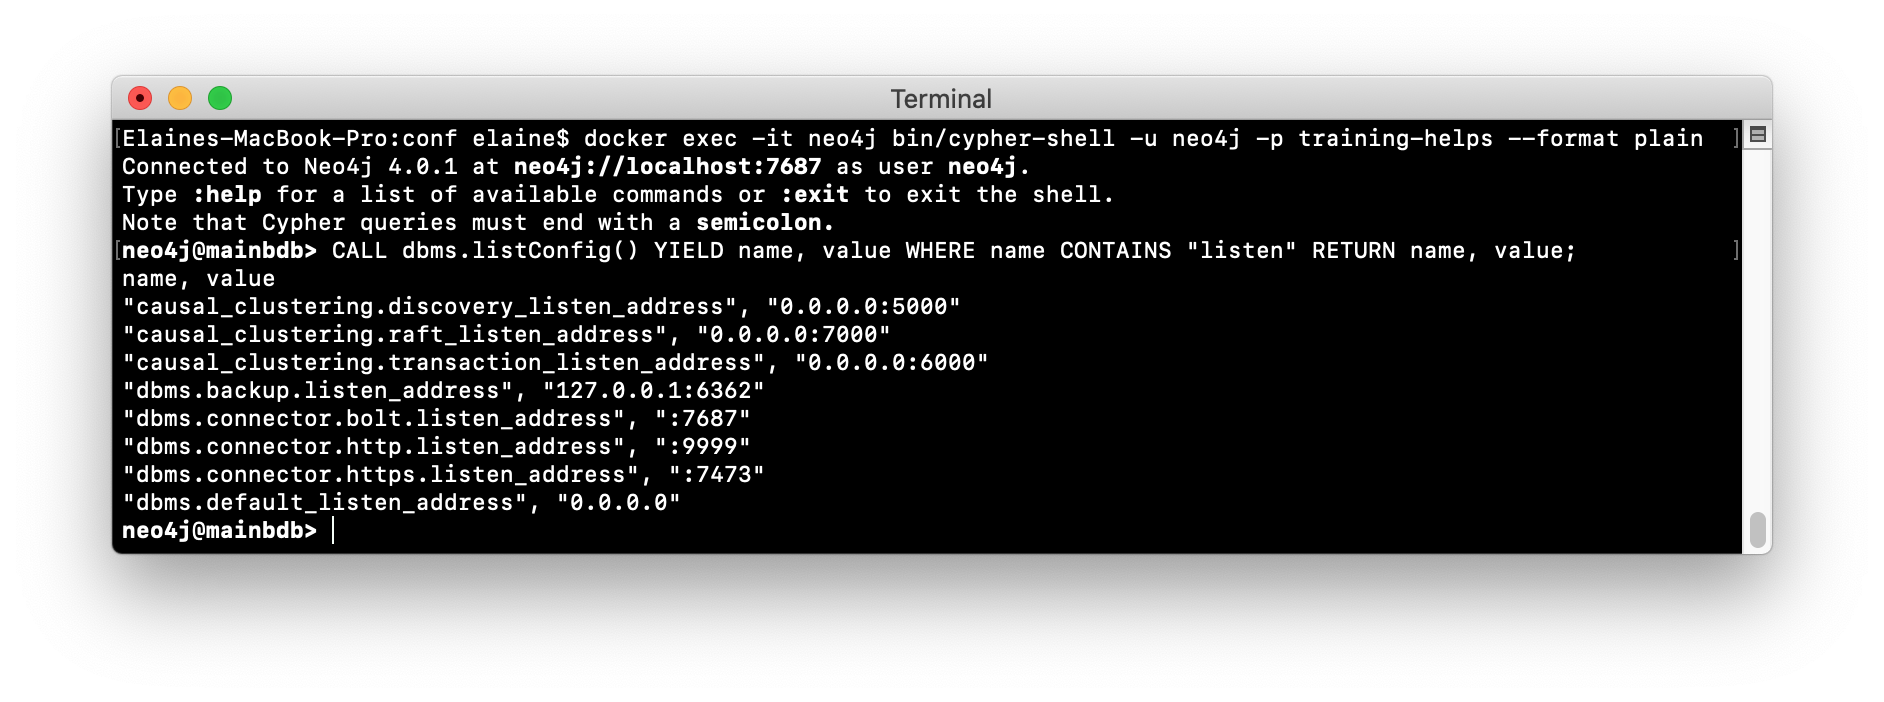 Terminal
[Elaines-MacBook-Pro:conf elaine$ docker exec -it neo4j bin/cypher-shell -u neo4j -p training-helps --format plain ]
Connected to Neo4j 4.0.1 at neo4j://localhost:7687 as user neo4j.
Type :help for a list of available commands or :exit to exit the shell.
Note that Cypher queries must end with a semicolon.
[neo4j@mainbdb> CALL dbms.listConfig() YIELD name, value WHERE name CONTAINS "listen" RETURN name, value; ]
name, value
"causal_clustering.discovery_listen_address", "0.0.0.0:5000"
"causal_clustering.raft_listen_address", "0.0.0.0:7000"
"causal_clustering.transaction_listen_address", "0.0.0.0:6000"
"dbms.backup.listen_address", "127.0.0.1:6362"
"dbms.connector.bolt.listen_address", ":7687"
"dbms.connector.http.listen_address", ":9999"
"dbms.connector.https.listen_address", ":7473"
"dbms.default_listen_address", "0.0.0.0"
neo4j@mainbdb>